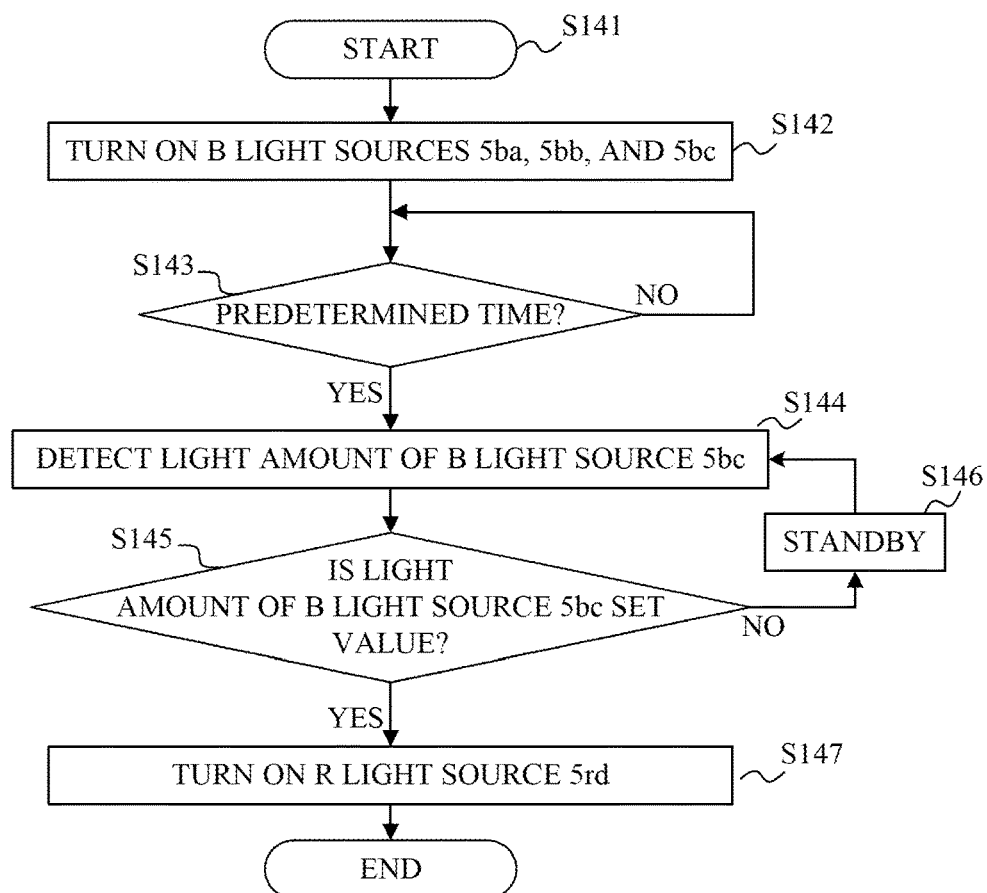 START
S141
TURN ON B LIGHT SOURCES 5ba, 5bb, AND 5bc
S142
S143
PREDETERMINED TIME?
NO
YES
S144
DETECT LIGHT AMOUNT OF B LIGHT SOURCE 5bc
S146
STANDBY
S145
IS LIGHT
AMOUNT OF B LIGHT SOURCE 5bc SET
VALUE?
NO
YES
S147
TURN ON R LIGHT SOURCE 5rd
END